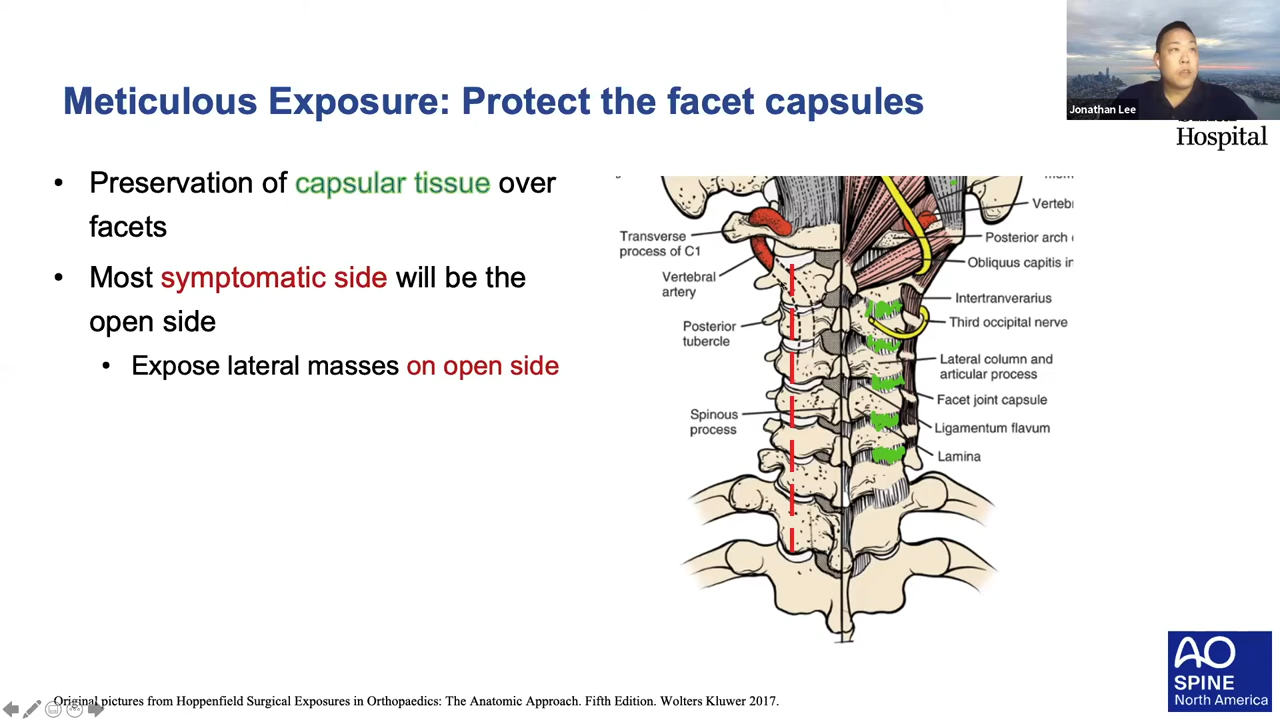 Meticulous Exposure: Protect the facet capsules
Jonathan Lee
Hospital
• Preservation of capsular tissue over
facets
• Most symptomatic side will be the
open side
• Expose lateral masses on open side
Transverse
process of C1
Vertebral
artery
Posterior
tubercle
Spinous
process
Verteb
Posterior arch
Obliquus capitis in
Intertranverarius
Third occipital nerve
Lateral column and
articular process
Facet joint capsule
Ligamentum flavum
Lamina
AO
SPINE
North America
Original pictures from Hoppenfield Surgical Exposures in Orthopaedics: The Anatomic Approach. Fifth Edition. Wolters Kluwer 2017.